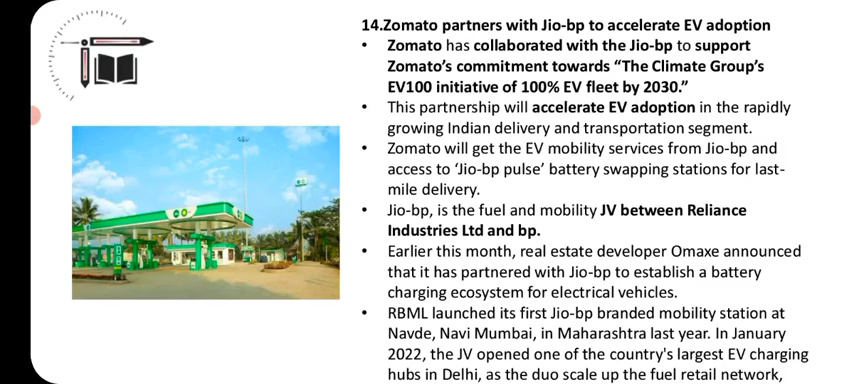 14.Zomato partners with Jio-bp to accelerate EV adoption
• Zomato has collaborated with the Jio-bp to support
Zomato’s commitment towards “The Climate Group’s
EV100 initiative of 100% EV fleet by 2030.”
• This partnership will accelerate EV adoption in the rapidly
growing Indian delivery and transportation segment.
• Zomato will get the EV mobility services from Jio-bp and
access to ‘Jio-bp pulse’ battery swapping stations for last-
mile delivery.
• Jio-bp, is the fuel and mobility JV between Reliance
Industries Ltd and bp.
• Earlier this month, real estate developer Omaxe announced
that it has partnered with Jio-bp to establish a battery
charging ecosystem for electrical vehicles.
• RBML launched its first Jio-bp branded mobility station at
Navde, Navi Mumbai, in Maharashtra last year. In January
2022, the JV opened one of the country's largest EV charging
hubs in Delhi, as the duo scale up the fuel retail network,